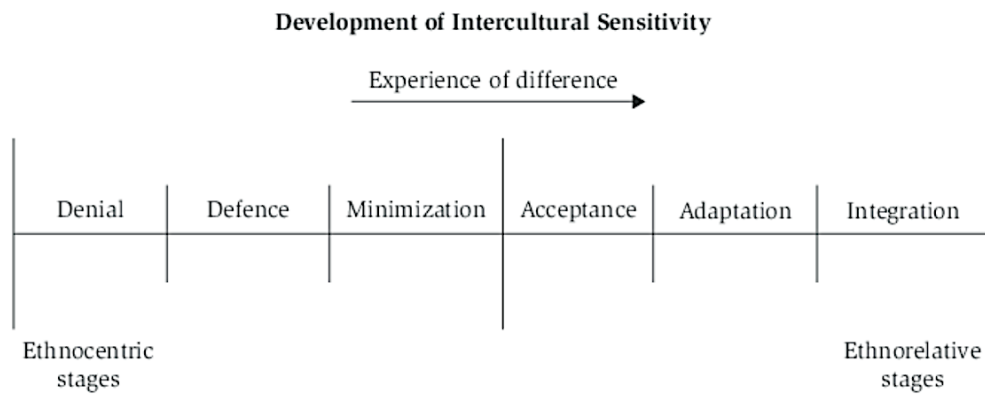 Development of Intercultural Sensitivity
Experience of difference
Denial
Defence
Minimization
Acceptance
Adaptation
Integration
Ethnocentric
stages
Ethnorelative
stages